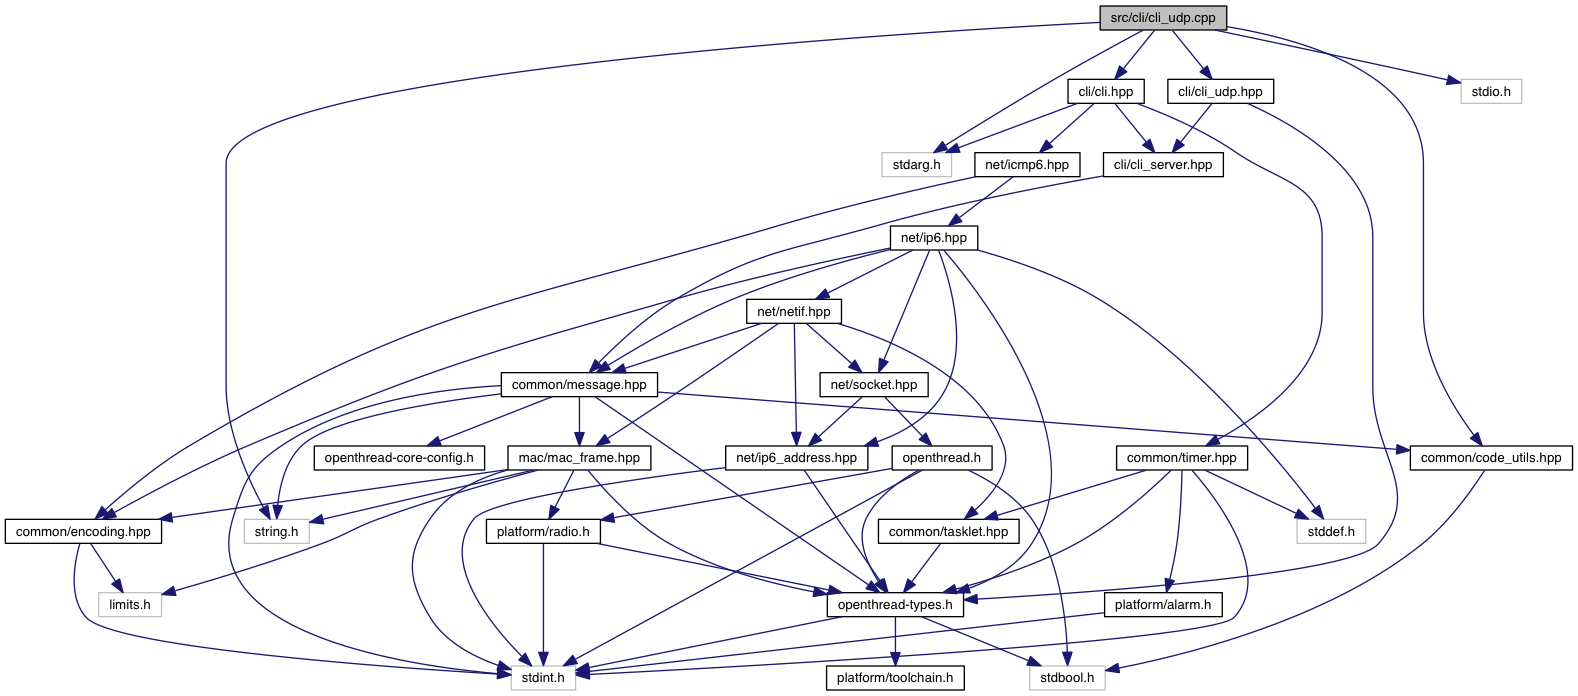 src/cli/cli_udp.cpp
cli/cli.hpp
cli/cli_udp.hpp
stdio.h
stdarg.h
net/icmp6.hpp
cli/cli_server.hpp
net/ip6.hpp
net/netif.hpp
common/message.hpp
net/socket.hpp
openthread-core-config.h
mac/mac_frame.hpp
net/ip6_address.hpp
openthread.h
common/timer.hpp
common/code_utils.hpp
common/encoding.hpp
string.h
platform/radio.h
common/tasklet.hpp
stddef.h
limits.h
openthread-types.h
platform/alarm.h
stdint.h
platform/toolchain.h
stdbool.h